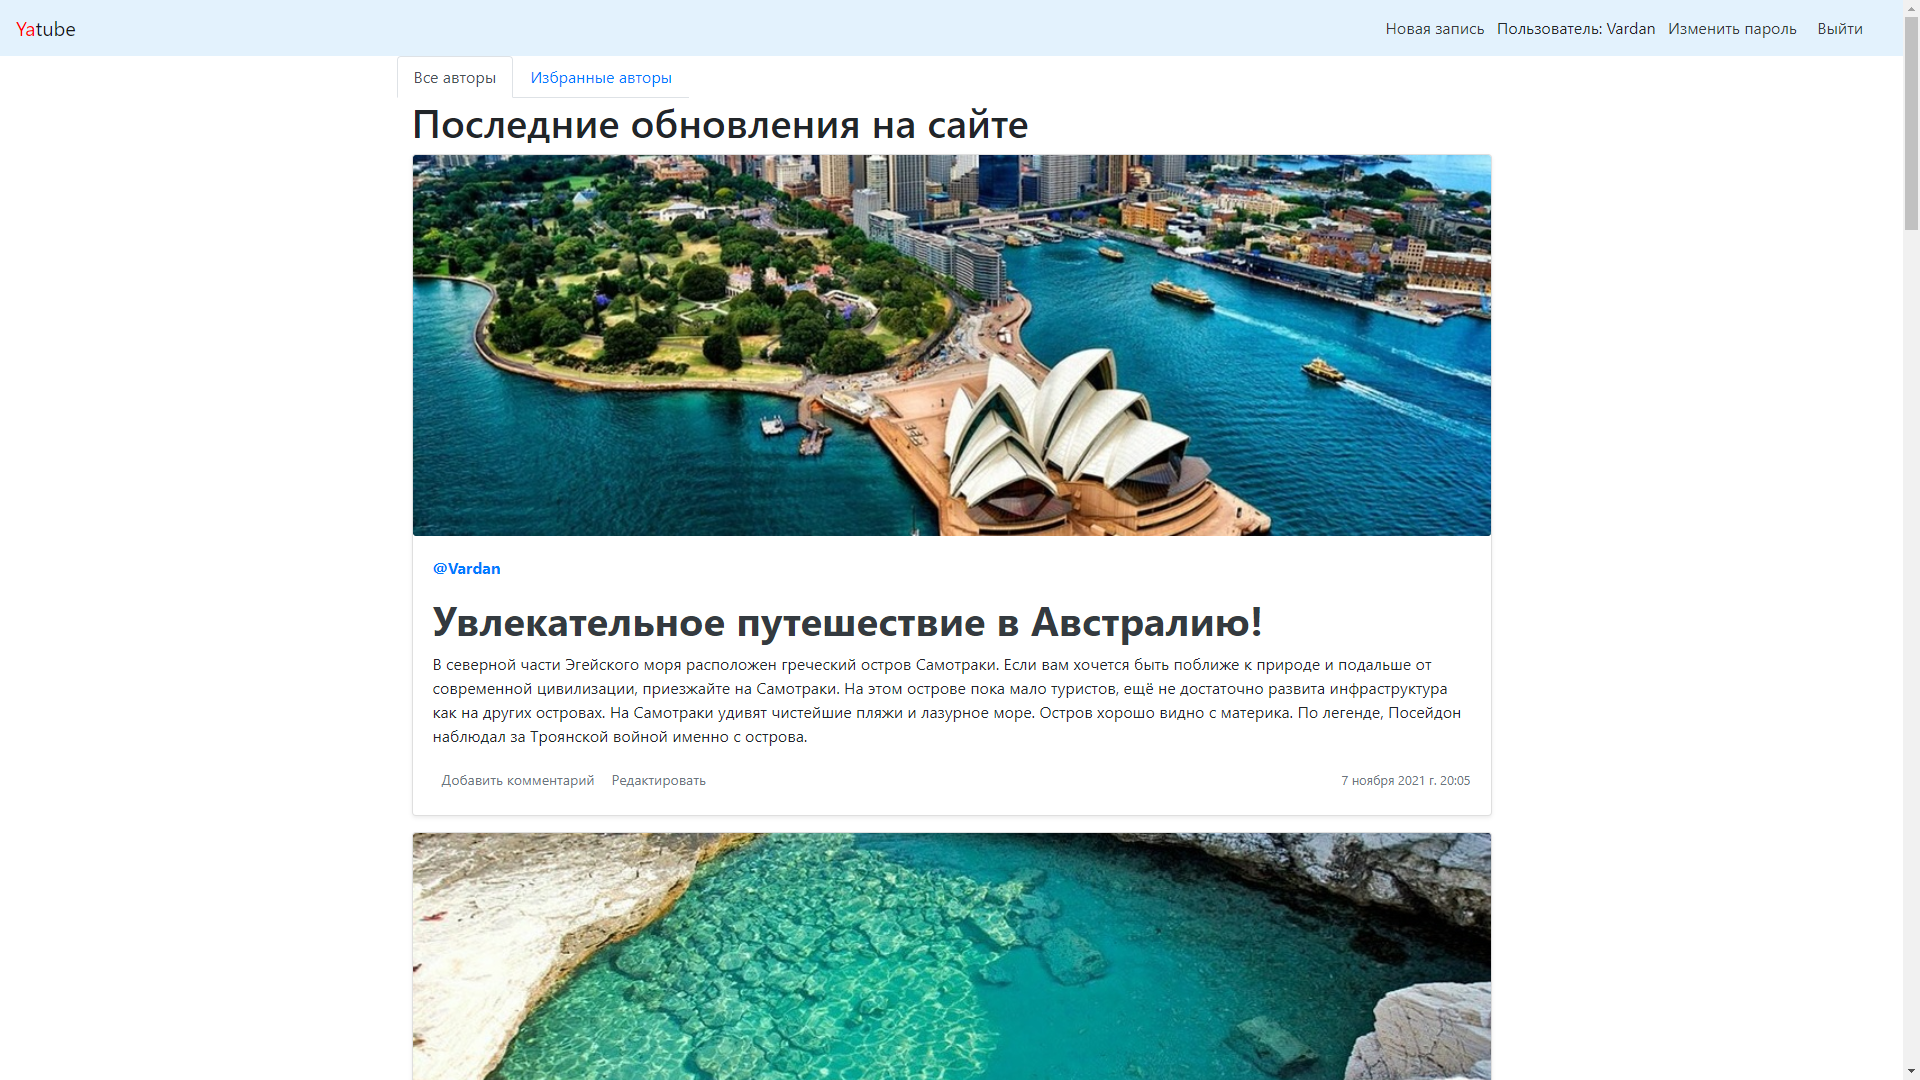 Yatube
Новая запись Пользователь: Vardan Изменить пароль Выйти
Все авторы Избранные авторы
Последние обновления на сайте
@Vardan
Увлекательное путешествие в Австралию!
В северной части Эгейского моря расположен греческий остров Самотраки. Если вам хочется быть поближе к природе и подальше от
современной цивилизации, приезжайте на Самотраки. На этом острове пока мало туристов, ещё не достаточно развита инфраструктура
как на других островах. На Самотраки удивят чистейшие пляжи и лазурное море. Остров хорошо видно с материка. По легенде, Посейдон
наблюдал за Троянской войной именно с острова.
Добавить комментарий Редактировать 7 ноября 2021 г. 20:05